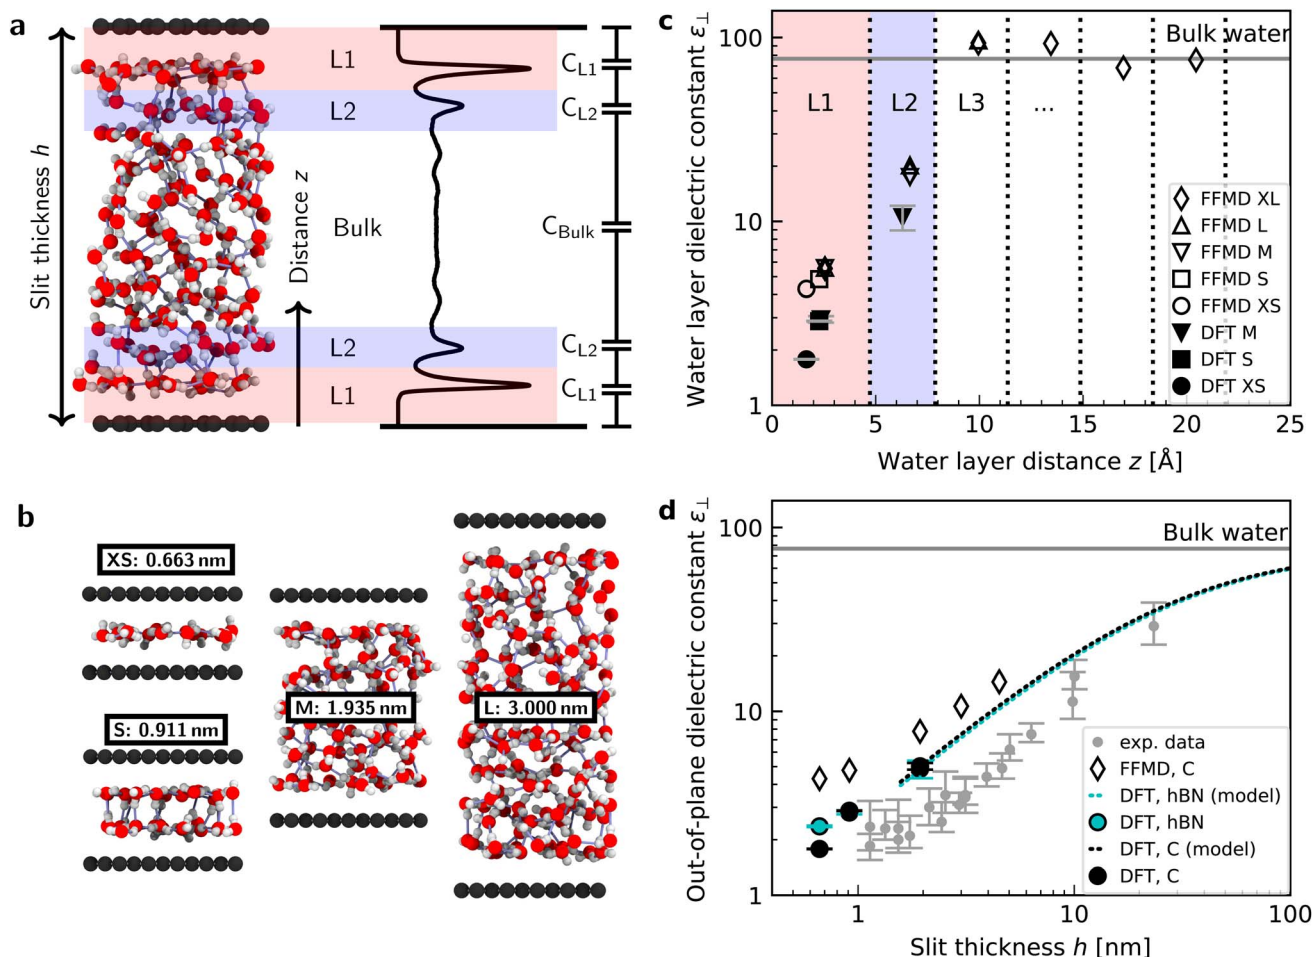 a
Slit thickness h
L1
L2
Bulk
L2
L1
Distance z
C_L1
C_L2
C_Bulk
C_L2
C_L1
b
XS: 0.663 nm
S: 0.911 nm
M: 1.935 nm
L: 3.000 nm
c
Water layer dielectric constant ε⊥
100
10
1
Bulk water
L1
L2
L3
...
FFMD XL
FFMD L
FFMD M
FFMD S
FFMD XS
DFT M
DFT S
DFT XS
0 5 10 15 20 25
Water layer distance z [Å]
d
Out-of-plane dielectric constant ε⊥
100
10
1
Bulk water
exp. data
FFMD, C
DFT, hBN (model)
DFT, hBN
DFT, C (model)
DFT, C
1 10 100
Slit thickness h [nm]